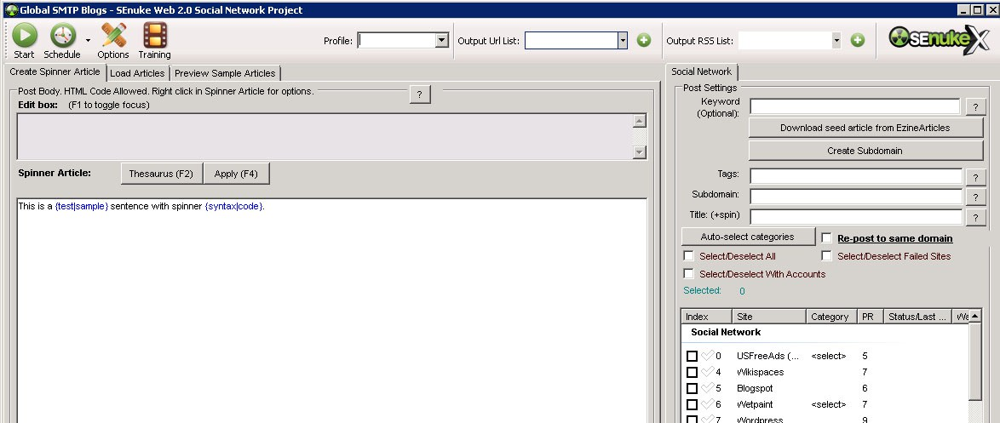 Global SMTP Blogs - SEnuke Web 2.0 Social Network Project
Start Schedule Options Training
Profile: Output Url List: Output RSS List: SEnukeX
Create Spinner Article Load Articles Preview Sample Articles
Post Body. HTML Code Allowed. Right click in Spinner Article for options. ?
Edit box: (F1 to toggle focus)
Spinner Article: Thesaurus (F2) Apply (F4)
This is a {test|sample} sentence with spinner {syntax|code}.
Social Network
Post Settings
Keyword
(Optional): ?
Download seed article from EzineArticles
Create Subdomain
Tags: ?
Subdomain: ?
Title: (+spin) ?
Auto-select categories Re-post to same domain
Select/Deselect All Select/Deselect Failed Sites
Select/Deselect With Accounts
Selected: 0
Index Site Category PR Status/Last ...
Social Network
0 USFreeAds (... <select> 5
4 Wikispaces 7
5 Blogspot 6
6 Wetpaint <select> 7
7 Wordpress 9